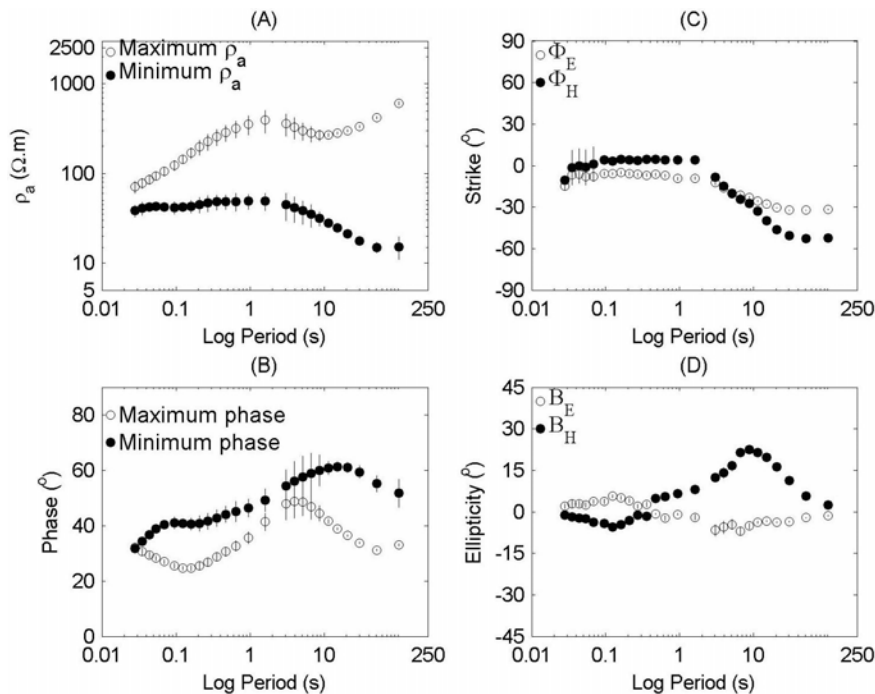 (A)
2500
1000
100
10
5
ρa (Ω.m)
Maximum ρa
Minimum ρa
0.01 0.1 1 10 250
Log Period (s)
(B)
80
60
40
20
0
Phase (°)
Maximum phase
Minimum phase
0.01 0.1 1 10 250
Log Period (s)
(C)
90
60
30
0
-30
-60
-90
Strike (°)
ΦE
ΦH
0.01 0.1 1 10 250
Log Period (s)
(D)
45
30
15
0
-15
-30
-45
Ellipticity (°)
BE
BH
0.01 0.1 1 10 250
Log Period (s)